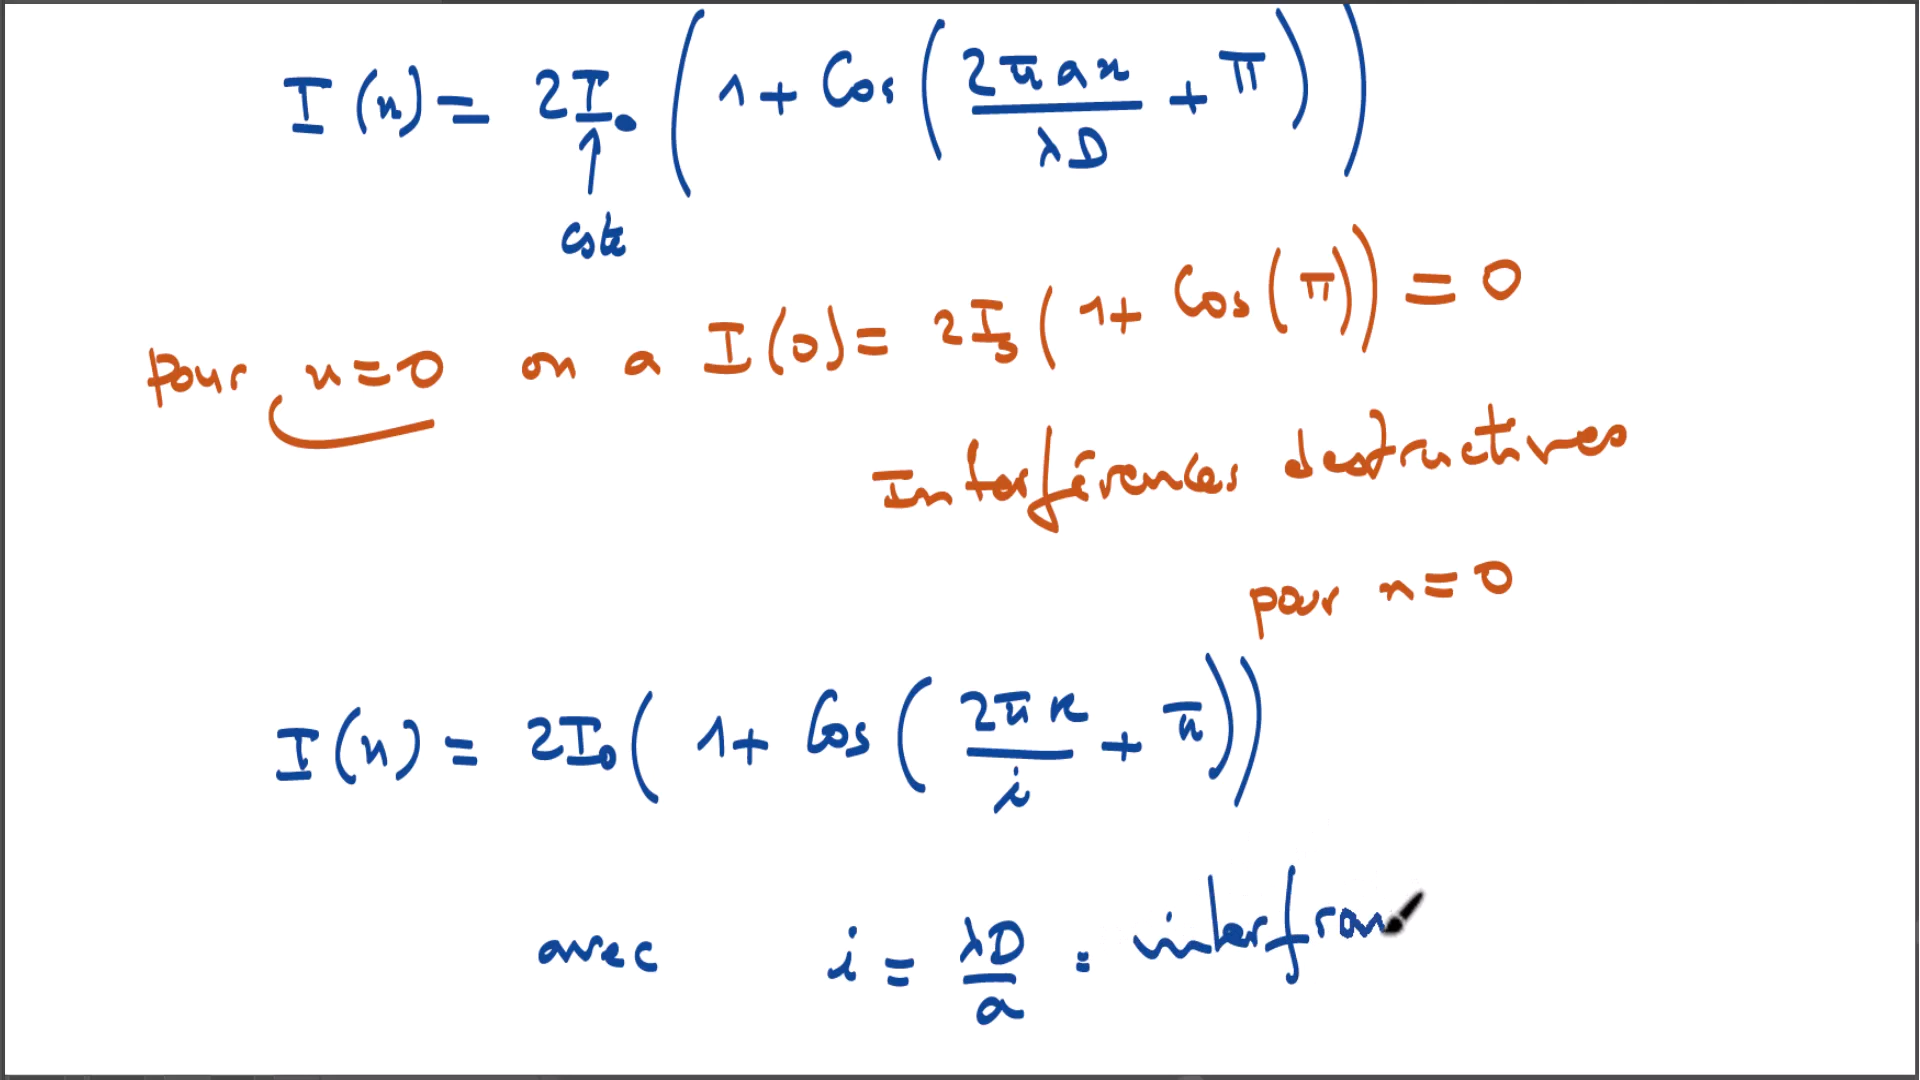 I(x) = 2I₀ (1 + Cos(2πax/λD + π))
cste
pour x=0 on a I(0) = 2I₀(1 + Cos(π)) = 0
Interférences destructives
pour x=0
I(x) = 2I₀(1 + Cos(2πx/i + π))
avec i = λD/a = interfran